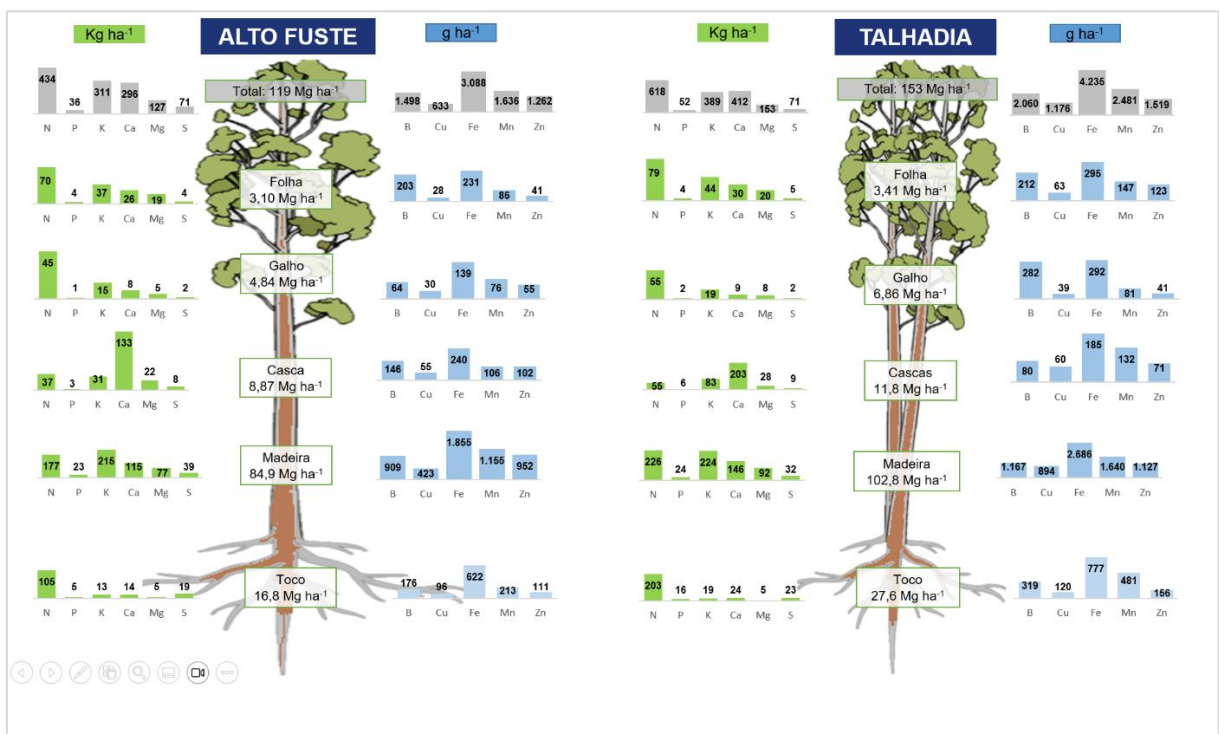 Kg ha-1 ALTO FUSTE g ha-1
434 36 311 296 127 71
N P K Ca Mg S
Total: 119 Mg ha-1
1.498 633 3.088 1.636 1.262
B Cu Fe Mn Zn
70 4 37 26 19 4
N P K Ca Mg S
Folha
3,10 Mg ha-1
203 28 231 86 41
B Cu Fe Mn Zn
45 1 15 8 5 2
N P K Ca Mg S
Galho
4,84 Mg ha-1
64 30 139 76 55
B Cu Fe Mn Zn
37 3 31 133 22 8
N P K Ca Mg S
Casca
8,87 Mg ha-1
146 55 240 106 102
B Cu Fe Mn Zn
177 23 215 115 77 39
N P K Ca Mg S
Madeira
84,9 Mg ha-1
909 423 1.855 1.155 952
B Cu Fe Mn Zn
105 5 13 14 5 19
N P K Ca Mg S
Toco
16,8 Mg ha-1
176 96 622 213 111
B Cu Fe Mn Zn
Kg ha-1 TALHADIA g ha-1
618 52 389 412 153 71
N P K Ca Mg S
Total: 153 Mg ha-1
2.060 1.176 4.235 2.481 1.519
B Cu Fe Mn Zn
79 4 44 30 20 5
N P K Ca Mg S
Folha
3,41 Mg ha-1
212 63 295 147 123
B Cu Fe Mn Zn
55 2 19 9 8 2
N P K Ca Mg S
Galho
6,86 Mg ha-1
282 39 292 81 41
B Cu Fe Mn Zn
55 6 83 203 28 9
N P K Ca Mg S
Cascas
11,8 Mg ha-1
80 60 185 132 71
B Cu Fe Mn Zn
226 24 224 146 92 32
N P K Ca Mg S
Madeira
102,8 Mg ha-1
1.167 894 2.686 1.640 1.127
B Cu Fe Mn Zn
203 16 19 24 5 23
N P K Ca Mg S
Toco
27,6 Mg ha-1
319 120 777 481 156
B Cu Fe Mn Zn